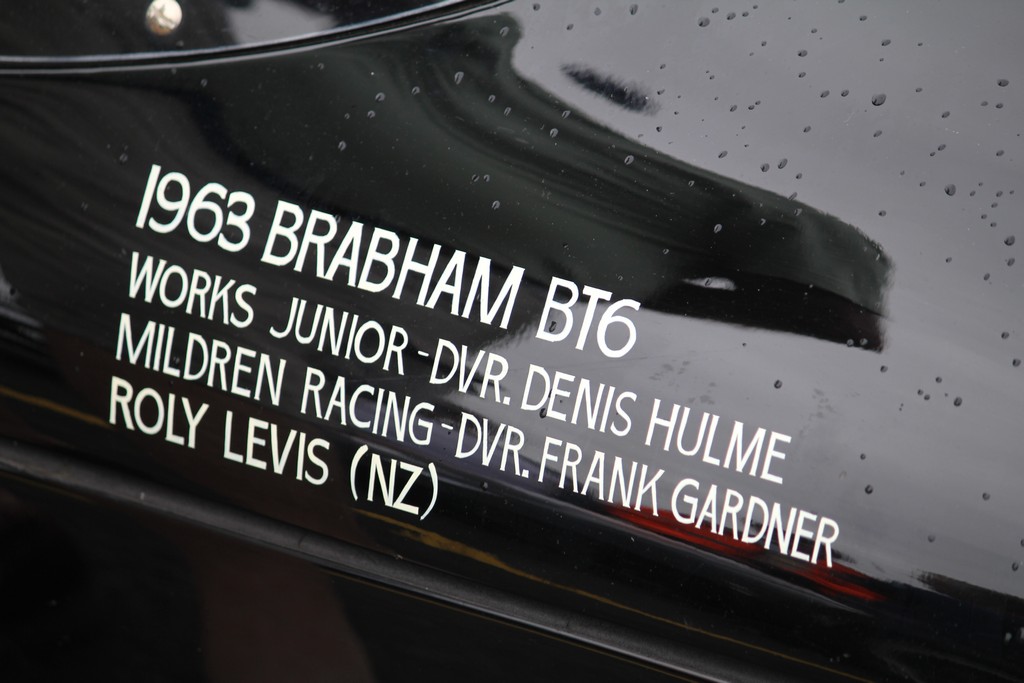 1963 BRABHAM BT6
WORKS JUNIOR - DVR. DENIS HULME
MILDREN RACING - DVR. FRANK GARDNER
ROLY LEVIS (NZ)